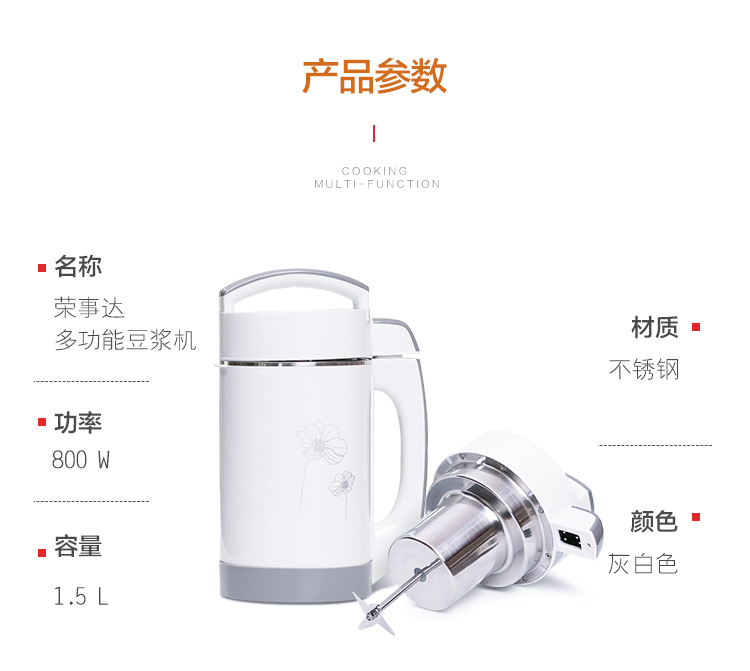 产品参数
COOKING
MULTI-FUNCTION
名称
荣事达
多功能豆浆机
功率
800 W
容量
1.5 L
材质
不锈钢
颜色
灰白色